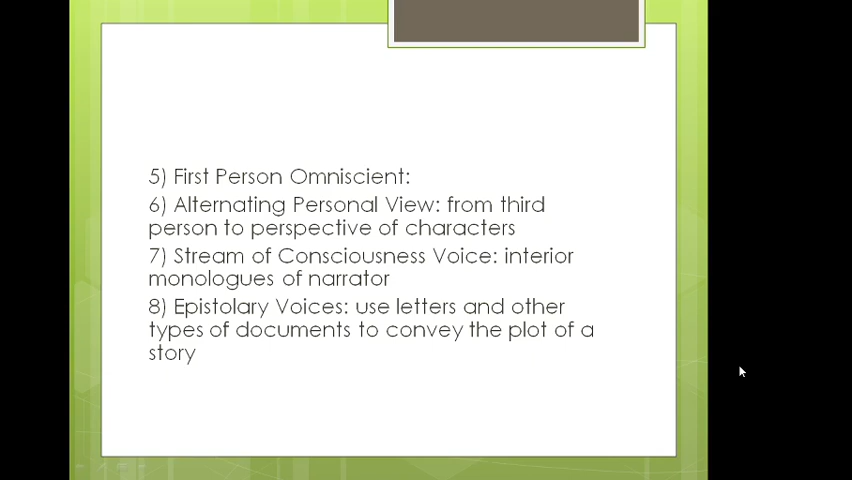 5) First Person Omniscient:
6) Alternating Personal View: from third
person to perspective of characters
7) Stream of Consciousness Voice: interior
monologues of narrator
8) Epistolary Voices: use letters and other
types of documents to convey the plot of a
story